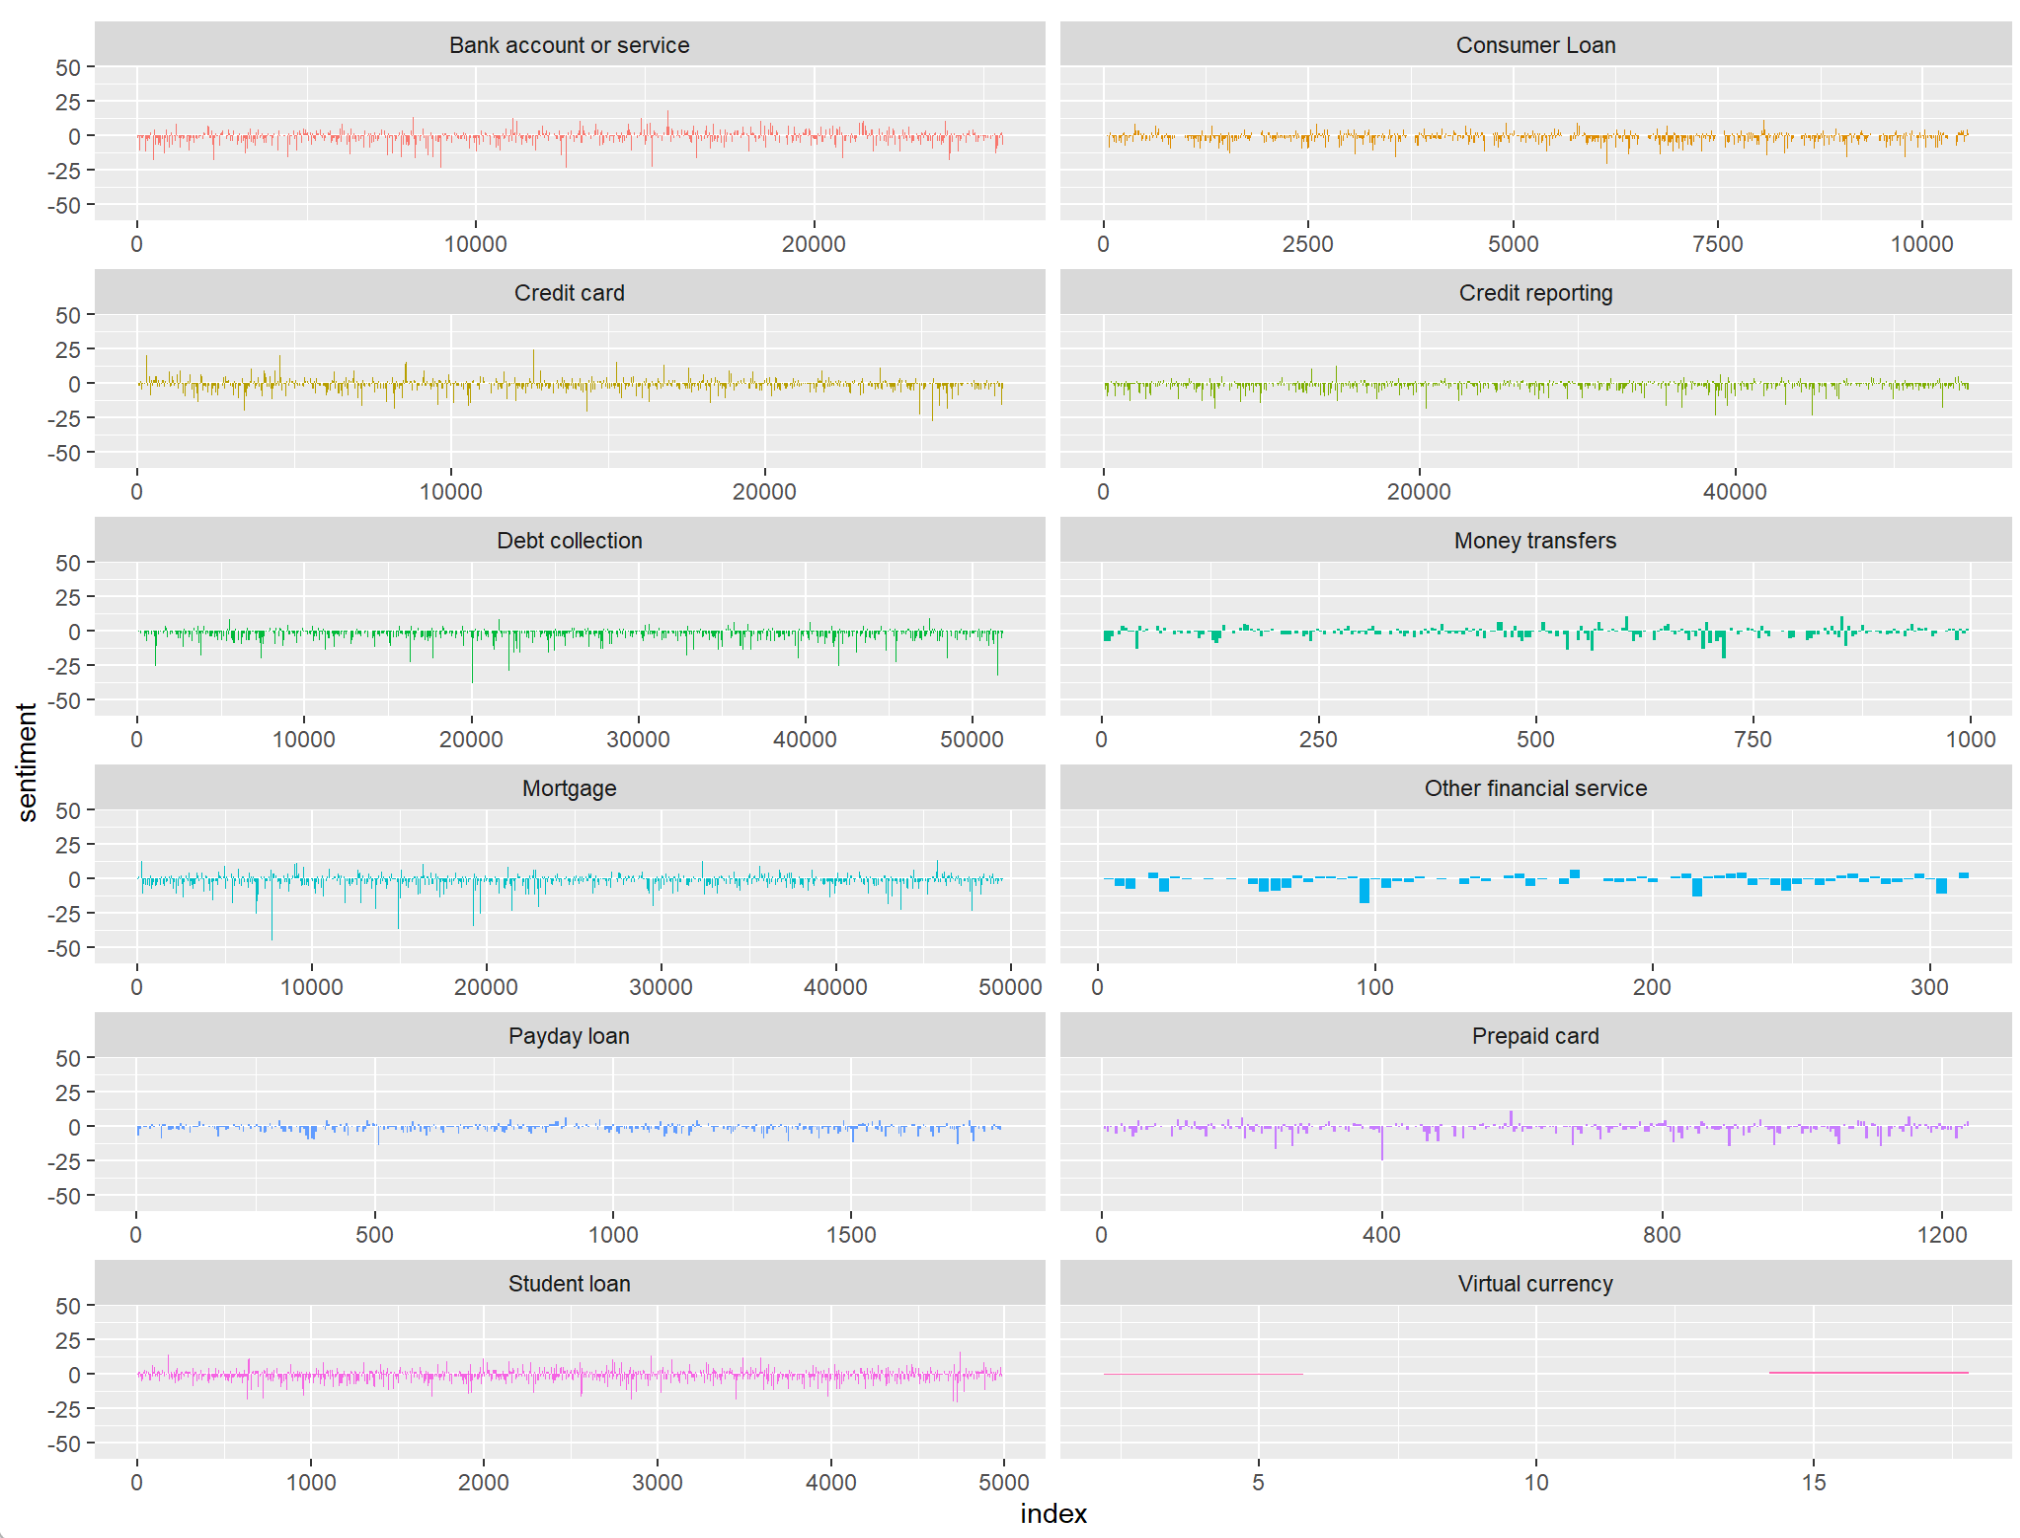 Bank account or service
Consumer Loan
50
25
0
-25
-50
0 10000 20000
0 2500 5000 7500 10000
Credit card
Credit reporting
50
25
0
-25
-50
0 10000 20000
0 20000 40000
Debt collection
Money transfers
50
25
0
-25
-50
0 10000 20000 30000 40000 50000
0 250 500 750 1000
sentiment
Mortgage
Other financial service
50
25
0
-25
-50
0 10000 20000 30000 40000 50000
0 100 200 300
Payday loan
Prepaid card
50
25
0
-25
-50
0 500 1000 1500
0 400 800 1200
Student loan
Virtual currency
50
25
0
-25
-50
0 1000 2000 3000 4000 5000
5 10 15
index